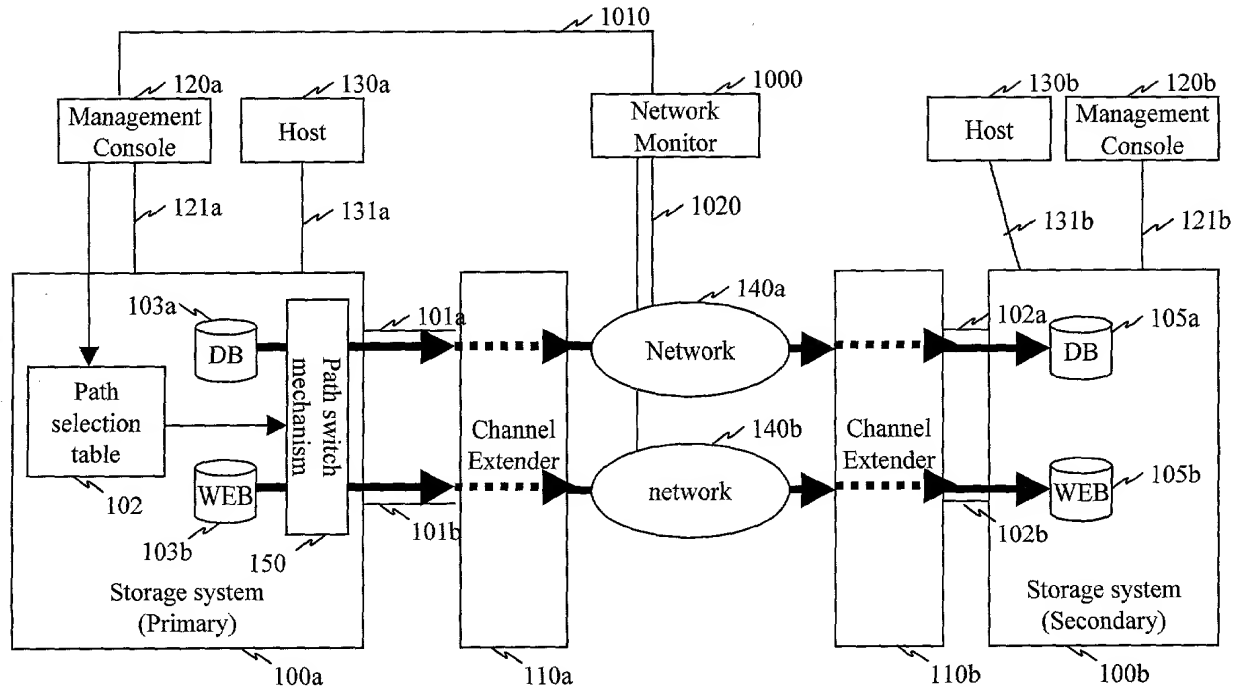 1010
120a
130a
1000
130b
120b
Management
Console
Host
Network
Monitor
Host
Management
Console
121a
131a
1020
131b
121b
103a
101a
140a
102a
105a
DB
Path switch
mechanism
Network
DB
Path
selection
table
Channel
Extender
140b
Channel
Extender
WEB
network
WEB
105b
102
101b
102b
103b
150
Storage system
(Primary)
Storage system
(Secondary)
100a
110a
110b
100b